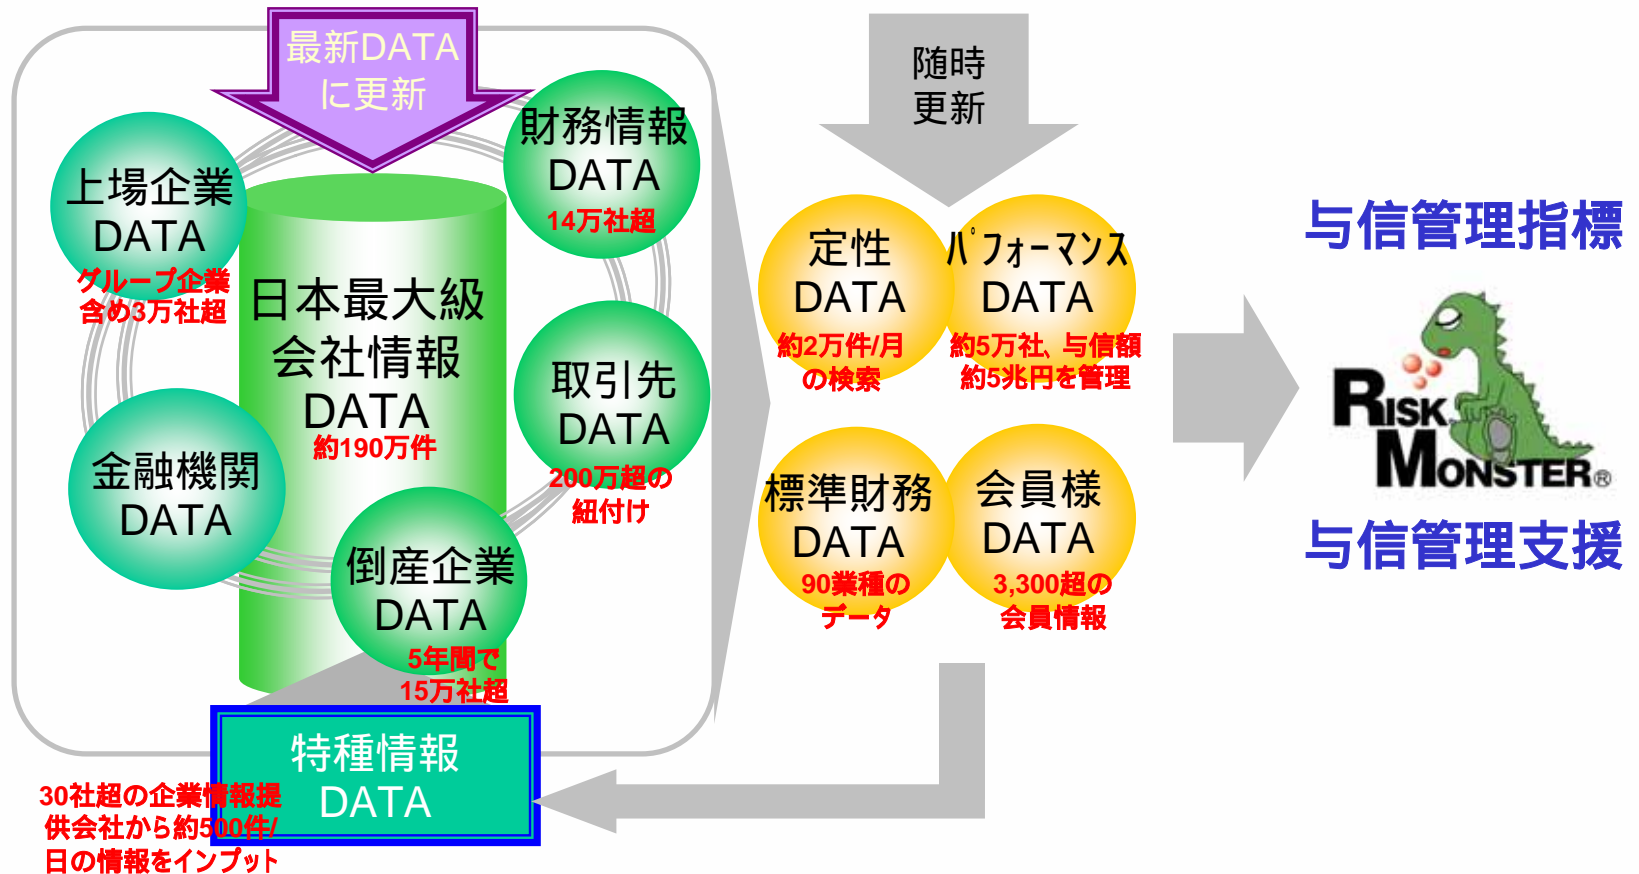 最新DATA
に更新
上場企業
DATA
グループ企業
含め3万社超
財務情報
DATA
14万社超
日本最大級
会社情報
DATA
約190万件
取引先
DATA
200万超の
紐付け
金融機関
DATA
倒産企業
DATA
5年間で
15万社超
特種情報
DATA
30社超の企業情報提
供会社から約500件/
日の情報をインプット
随時
更新
定性
DATA
約2万件/月
の検索
パフォーマンス
DATA
約5万社、与信額
約5兆円を管理
標準財務
DATA
90業種の
データ
会員様
DATA
3,300超の
会員情報
与信管理指標
RISK
MONSTER®
与信管理支援